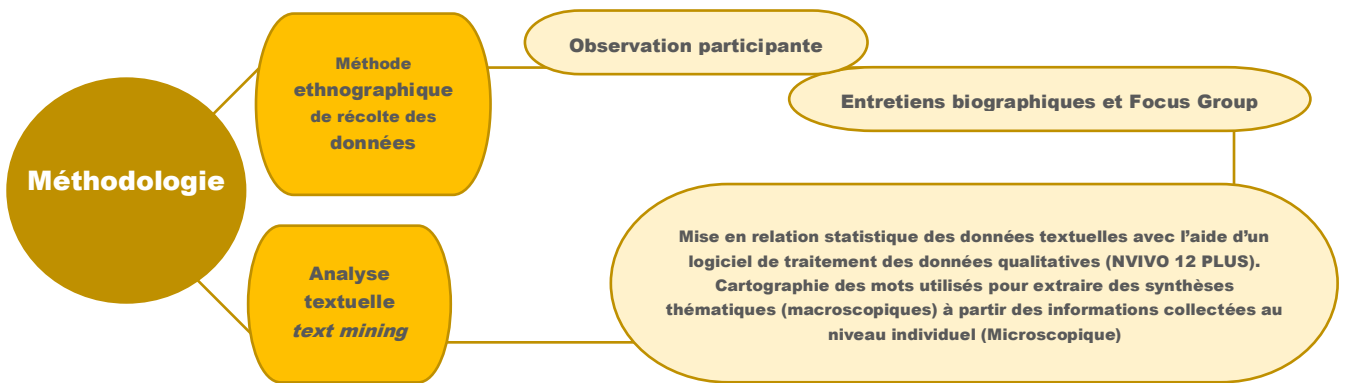 Méthodologie
Méthode
ethnographique
de récolte des
données
Observation participante
Entretiens biographiques et Focus Group
Analyse
textuelle
text mining
Mise en relation statistique des données textuelles avec l’aide d’un
logiciel de traitement des données qualitatives (NVIVO 12 PLUS).
Cartographie des mots utilisés pour extraire des synthèses
thématiques (macroscopiques) à partir des informations collectées au
niveau individuel (Microscopique)